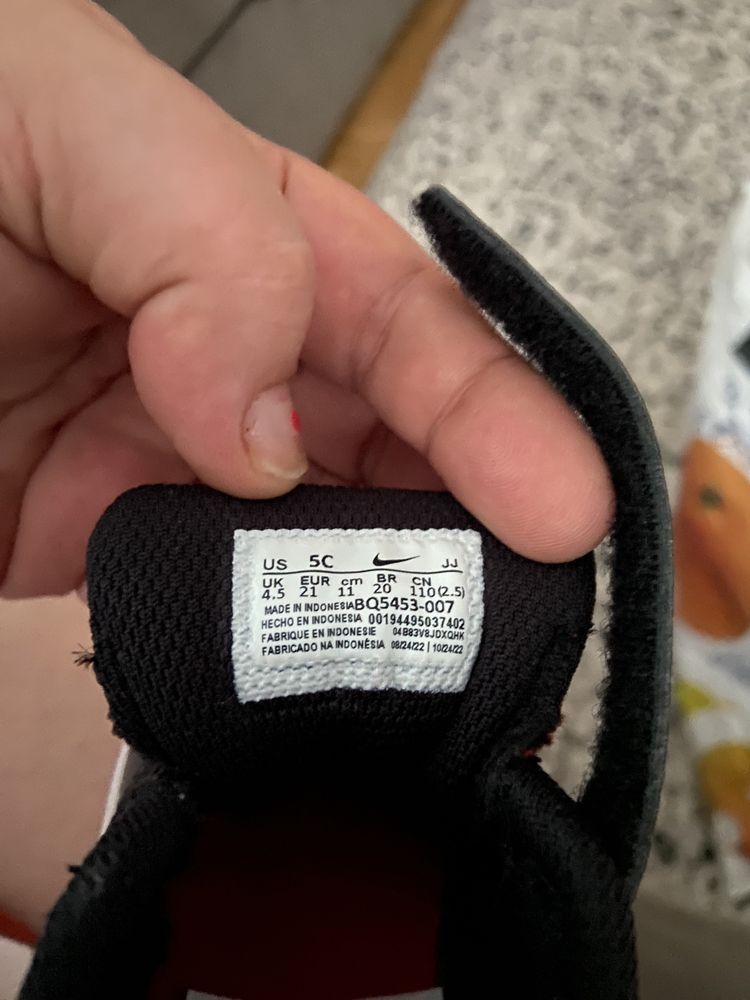 US 5C JJ
UK EUR cm BR CN
4.5 21 11 20 110(2.5)
MADE IN INDONESIA BQ5453-007
HECHO EN INDONESIA 00194495037402
FABRIQUE EN INDONESIE 04B83V8JDXQHK
FABRICADO NA INDONÉSIA 08/24/22 | 10/24/22